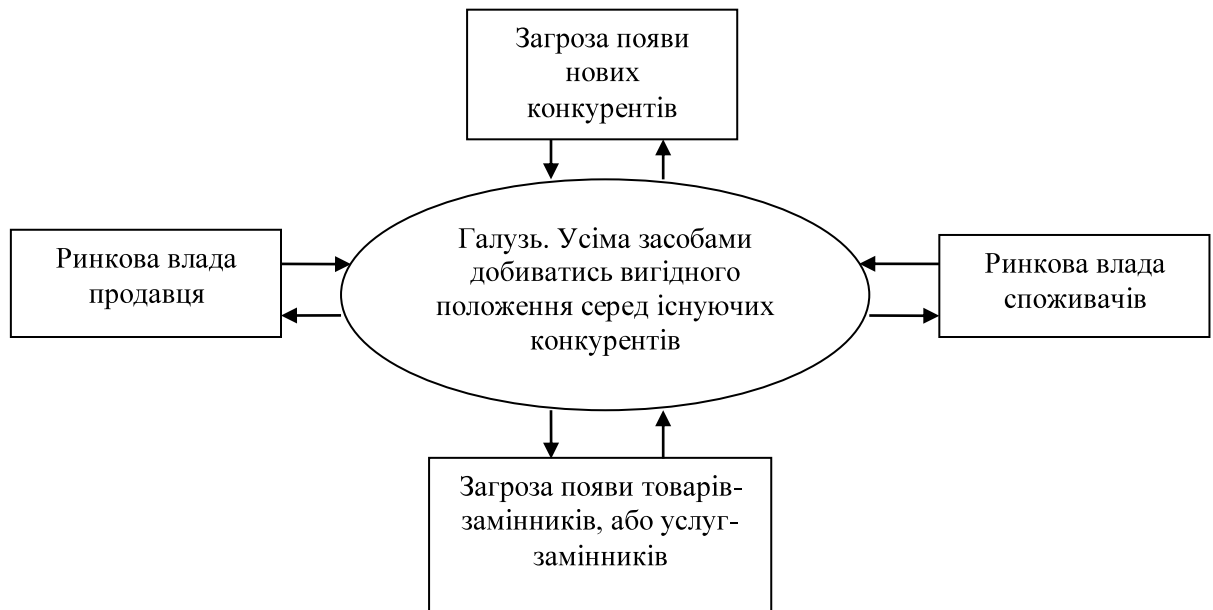 Загроза появи
нових
конкурентів
Ринкова влада
продавця
Галузь. Усіма засобами
добиватись вигідного
положення серед існуючих
конкурентів
Ринкова влада
споживачів
Загроза появи товарів-
замінників, або услуг-
замінників